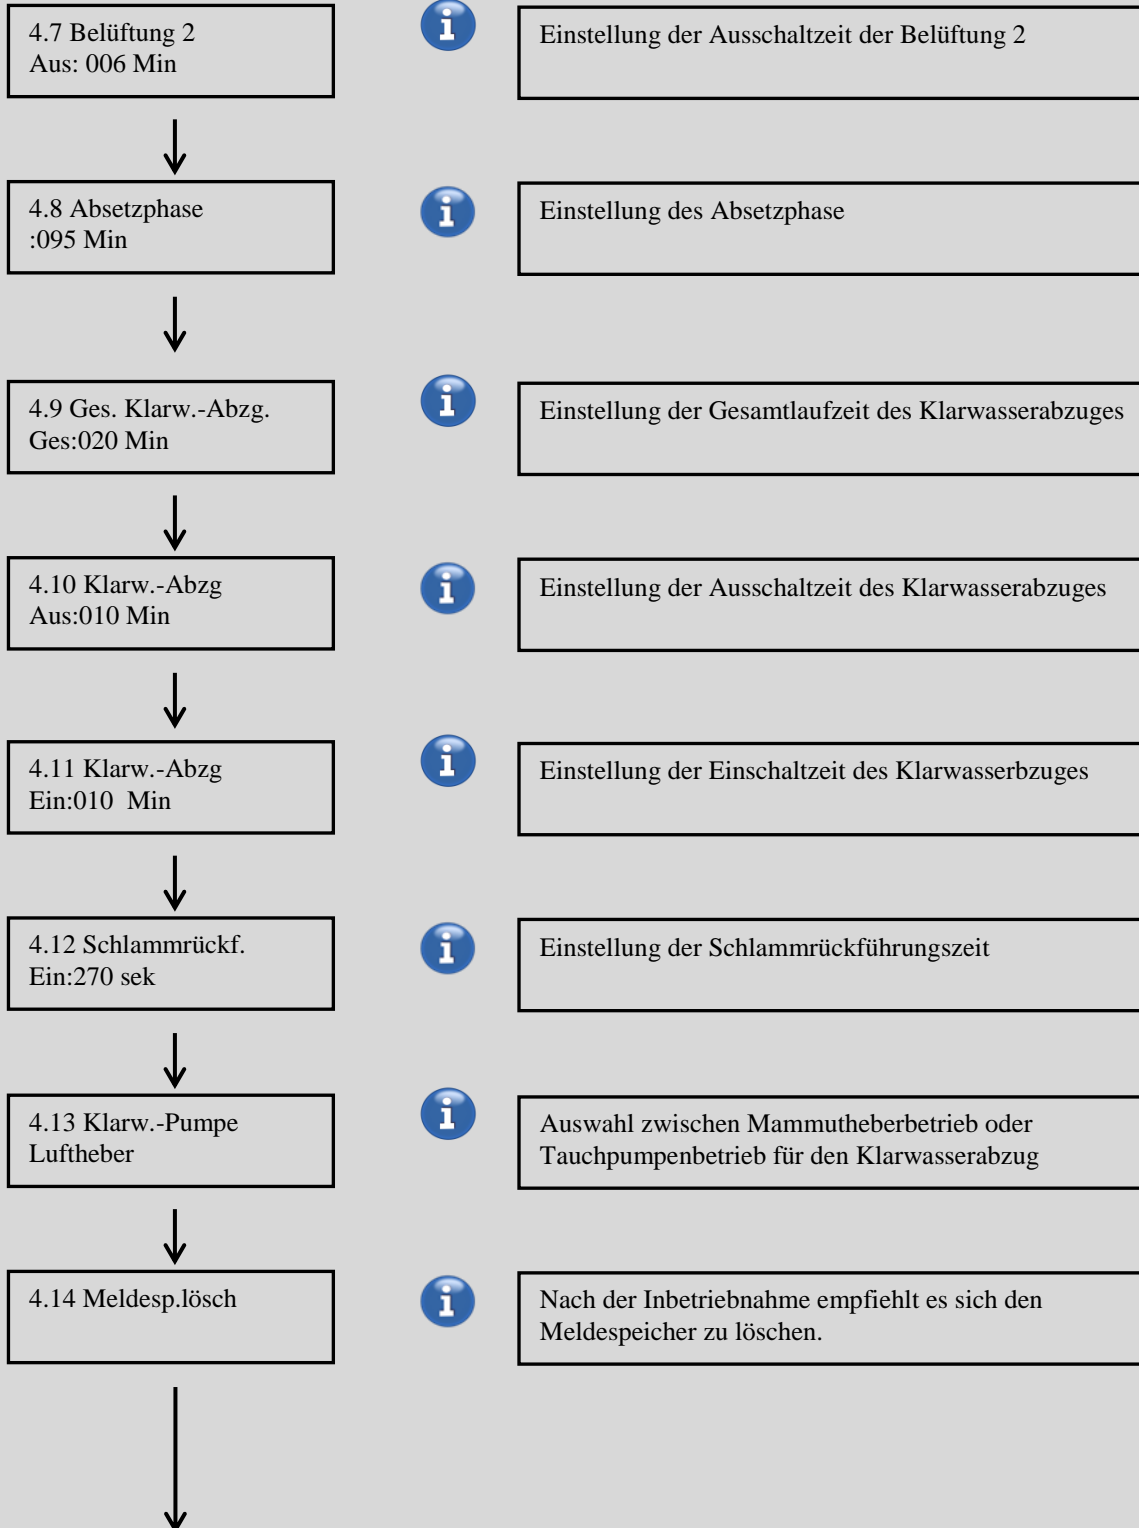 4.7 Belüftung 2
Aus: 006 Min
Einstellung der Ausschaltzeit der Belüftung 2
4.8 Absetzphase
:095 Min
Einstellung des Absetzphase
4.9 Ges. Klarw.-Abzg.
Ges:020 Min
Einstellung der Gesamtlaufzeit des Klarwasserabzuges
4.10 Klarw.-Abzg
Aus:010 Min
Einstellung der Ausschaltzeit des Klarwasserabzuges
4.11 Klarw.-Abzg
Ein:010  Min
Einstellung der Einschaltzeit des Klarwasserbzuges
4.12 Schlammrückf.
Ein:270 sek
Einstellung der Schlammrückführungszeit
4.13 Klarw.-Pumpe
Luftheber
Auswahl zwischen Mammutheberbetrieb oder
Tauchpumpenbetrieb für den Klarwasserabzug
4.14 Meldesp.lösch
Nach der Inbetriebnahme empfiehlt es sich den
Meldespeicher zu löschen.